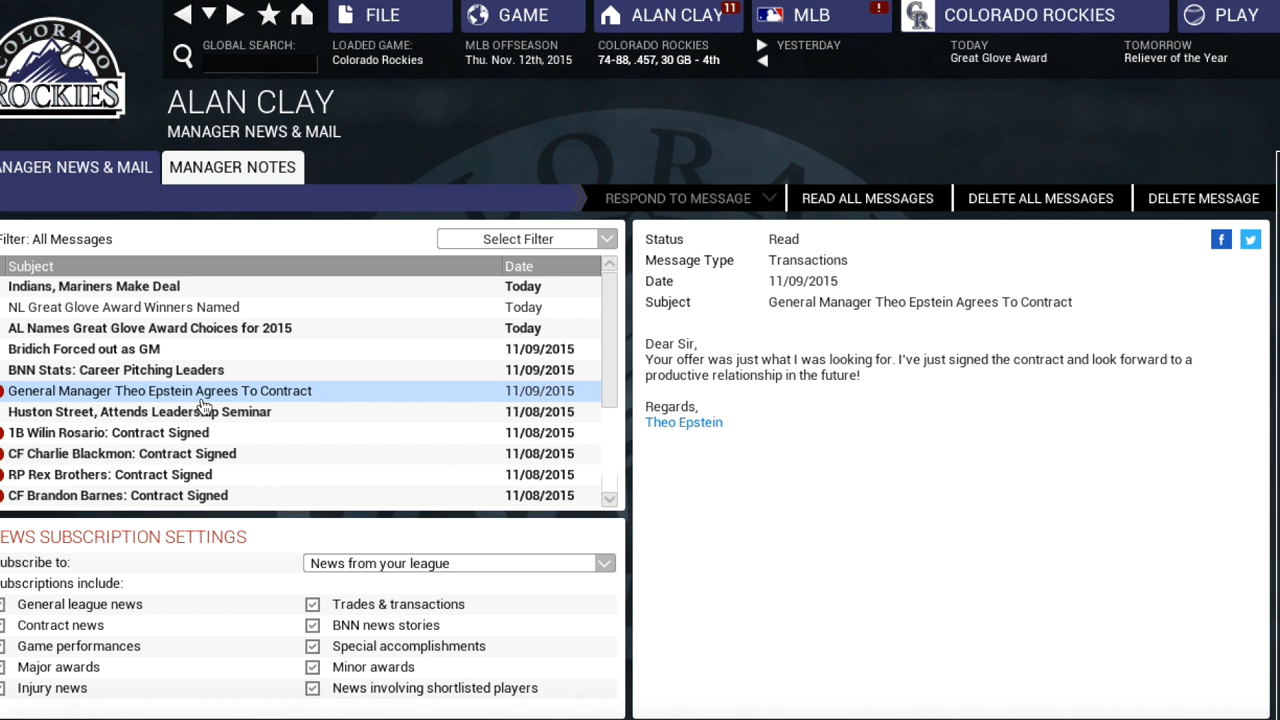 COLORADO
ROCKIES
FILE
GAME
ALAN CLAY
11
MLB
!
CR
COLORADO ROCKIES
PLAY
GLOBAL SEARCH:
LOADED GAME:
Colorado Rockies
MLB OFFSEASON
Thu. Nov. 12th, 2015
COLORADO ROCKIES
74-88, .457, 30 GB - 4th
YESTERDAY
TODAY
Great Glove Award
TOMORROW
Reliever of the Year
ALAN CLAY
MANAGER NEWS & MAIL
ANAGER NEWS & MAIL
MANAGER NOTES
RESPOND TO MESSAGE
READ ALL MESSAGES
DELETE ALL MESSAGES
DELETE MESSAGE
Filter: All Messages
Select Filter
Subject Date
Indians, Mariners Make Deal Today
NL Great Glove Award Winners Named Today
AL Names Great Glove Award Choices for 2015 Today
Bridich Forced out as GM 11/09/2015
BNN Stats: Career Pitching Leaders 11/09/2015
General Manager Theo Epstein Agrees To Contract 11/09/2015
Huston Street, Attends Leadership Seminar 11/08/2015
1B Wilin Rosario: Contract Signed 11/08/2015
CF Charlie Blackmon: Contract Signed 11/08/2015
RP Rex Brothers: Contract Signed 11/08/2015
CF Brandon Barnes: Contract Signed 11/08/2015
Status Read
Message Type Transactions
Date 11/09/2015
Subject General Manager Theo Epstein Agrees To Contract
Dear Sir,
Your offer was just what I was looking for. I've just signed the contract and look forward to a
productive relationship in the future!
Regards,
Theo Epstein
EWS SUBSCRIPTION SETTINGS
ubscribe to: News from your league
ubscriptions include:
General league news Trades & transactions
Contract news BNN news stories
Game performances Special accomplishments
Major awards Minor awards
Injury news News involving shortlisted players